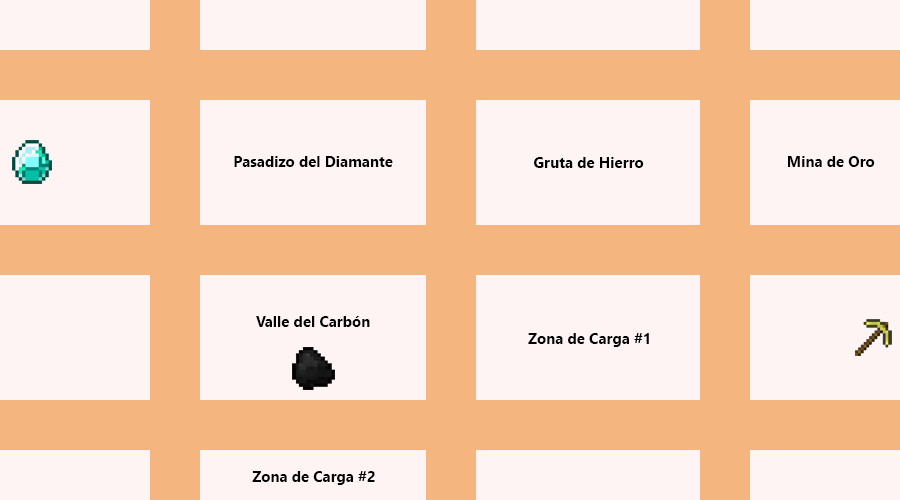 Pasadizo del Diamante
Gruta de Hierro
Mina de Oro
Valle del Carbón
Zona de Carga #1
Zona de Carga #2